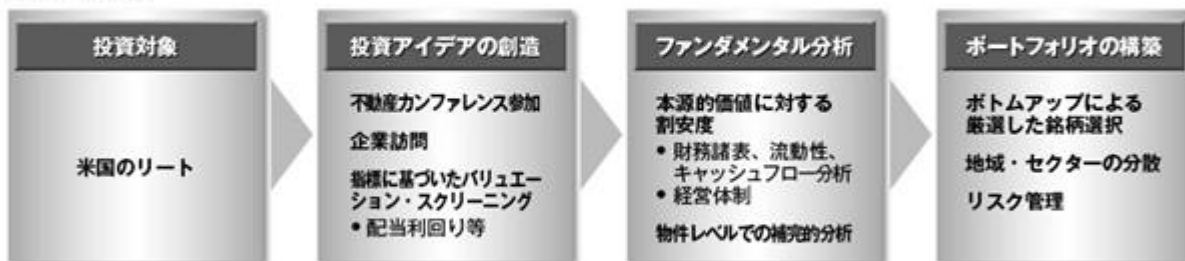 投資対象
米国のリート
投資アイデアの創造
不動産カンファレンス参加
企業訪問
指標に基づいたバリュエー
ション・スクリーニング
• 配当利回り等
ファンダメンタル分析
本源的価値に対する
割安度
• 財務諸表、流動性、
キャッシュフロー分析
• 経営体制
物件レベルでの補完的分析
ポートフォリオの構築
ボトムアップによる
厳選した銘柄選択
地域・セクターの分散
リスク管理